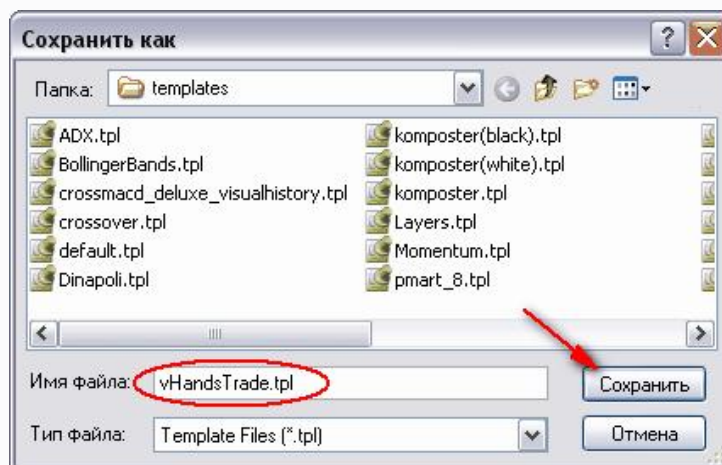 Сохранить как
Папка: templates
ADX.tpl
BollingerBands.tpl
crossmacd_deluxe_visualhistory.tpl
crossover.tpl
default.tpl
Dinapoli.tpl
komposter(black).tpl
komposter(white).tpl
komposter.tpl
Layers.tpl
Momentum.tpl
pmart_8.tpl
Имя файла: vHandsTrade.tpl
Сохранить
Тип файла: Template Files (*.tpl)
Отмена